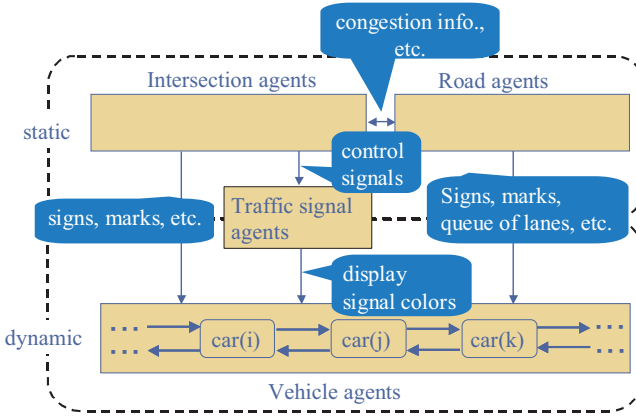 congestion info.,
etc.
Intersection agents
Road agents
static
control
signals
signs, marks, etc.
Traffic signal
agents
Signs, marks,
queue of lanes, etc.
display
signal colors
dynamic
... car(i) car(j) car(k) ...
... ...
Vehicle agents